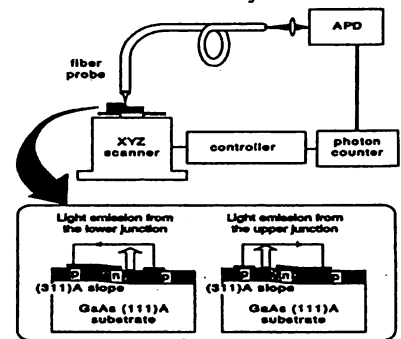 APD
fiber
probe
XYZ
scanner
controller
photon
counter
Light emission from
the lower junction
p
n
p
(311)A slope
GaAs (111)A
substrate
Light emission from
the upper junction
p
n
p
(311)A slope
GaAs (111)A
substrate